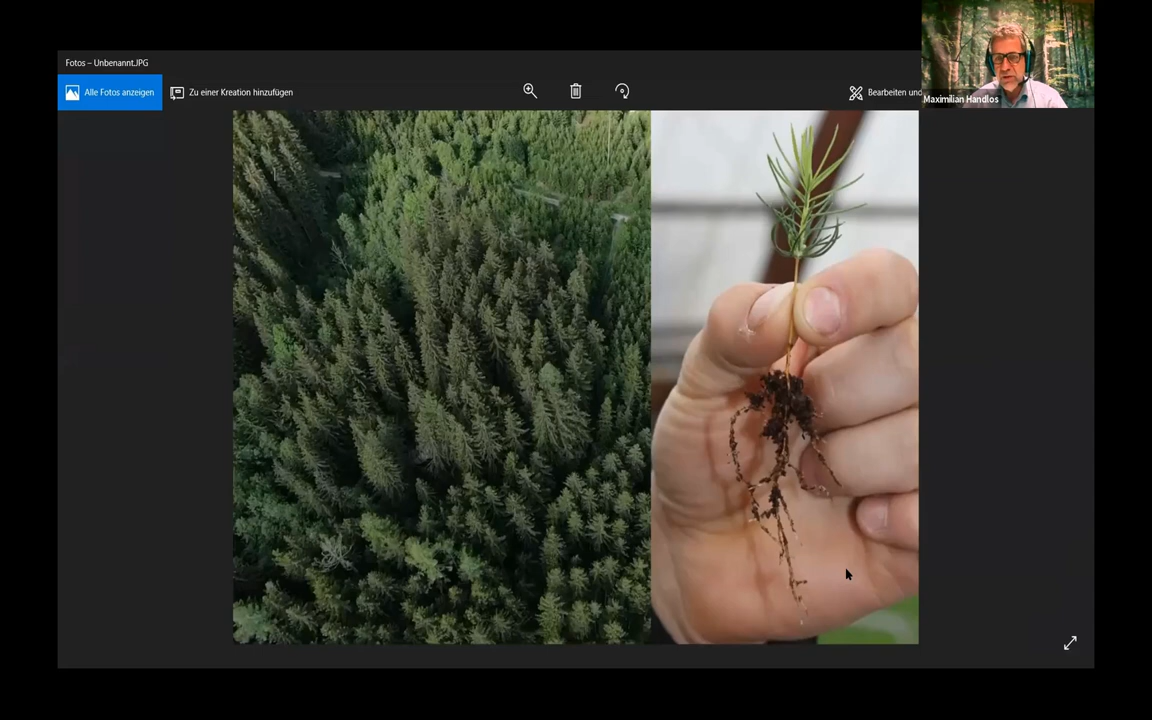 Fotos – Unbenannt.JPG
Alle Fotos anzeigen
Zu einer Kreation hinzufügen
Bearbeiten und
Maximilian Handlos